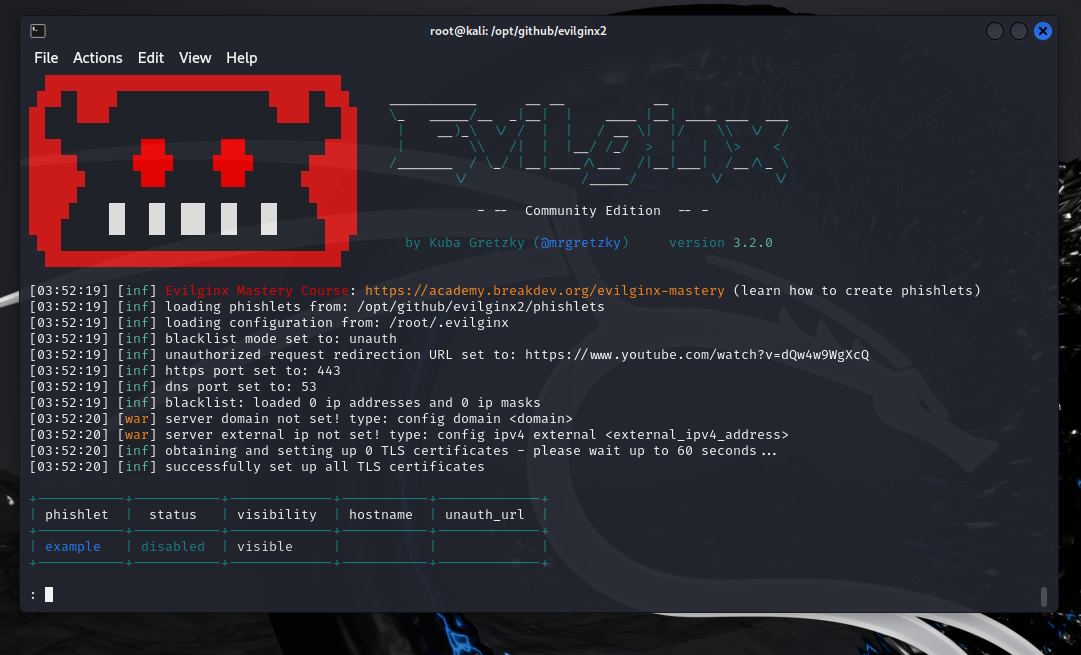 root@kali: /opt/github/evilginx2
File Actions Edit View Help
Evilginx
- -- Community Edition -- -
by Kuba Gretzky (@mrgretzky) version 3.2.0
[03:52:19] [inf] Evilginx Mastery Course: https://academy.breakdev.org/evilginx-mastery (learn how to create phishlets)
[03:52:19] [inf] loading phishlets from: /opt/github/evilginx2/phishlets
[03:52:19] [inf] loading configuration from: /root/.evilginx
[03:52:19] [inf] blacklist mode set to: unauth
[03:52:19] [inf] unauthorized request redirection URL set to: https://www.youtube.com/watch?v=dQw4w9WgXcQ
[03:52:19] [inf] https port set to: 443
[03:52:19] [inf] dns port set to: 53
[03:52:19] [inf] blacklist: loaded 0 ip addresses and 0 ip masks
[03:52:20] [war] server domain not set! type: config domain <domain>
[03:52:20] [war] server external ip not set! type: config ipv4 external <external_ipv4_address>
[03:52:20] [inf] obtaining and setting up 0 TLS certificates - please wait up to 60 seconds...
[03:52:20] [inf] successfully set up all TLS certificates
phishlet | status | visibility | hostname | unauth_url
example | disabled | visible | | |
: